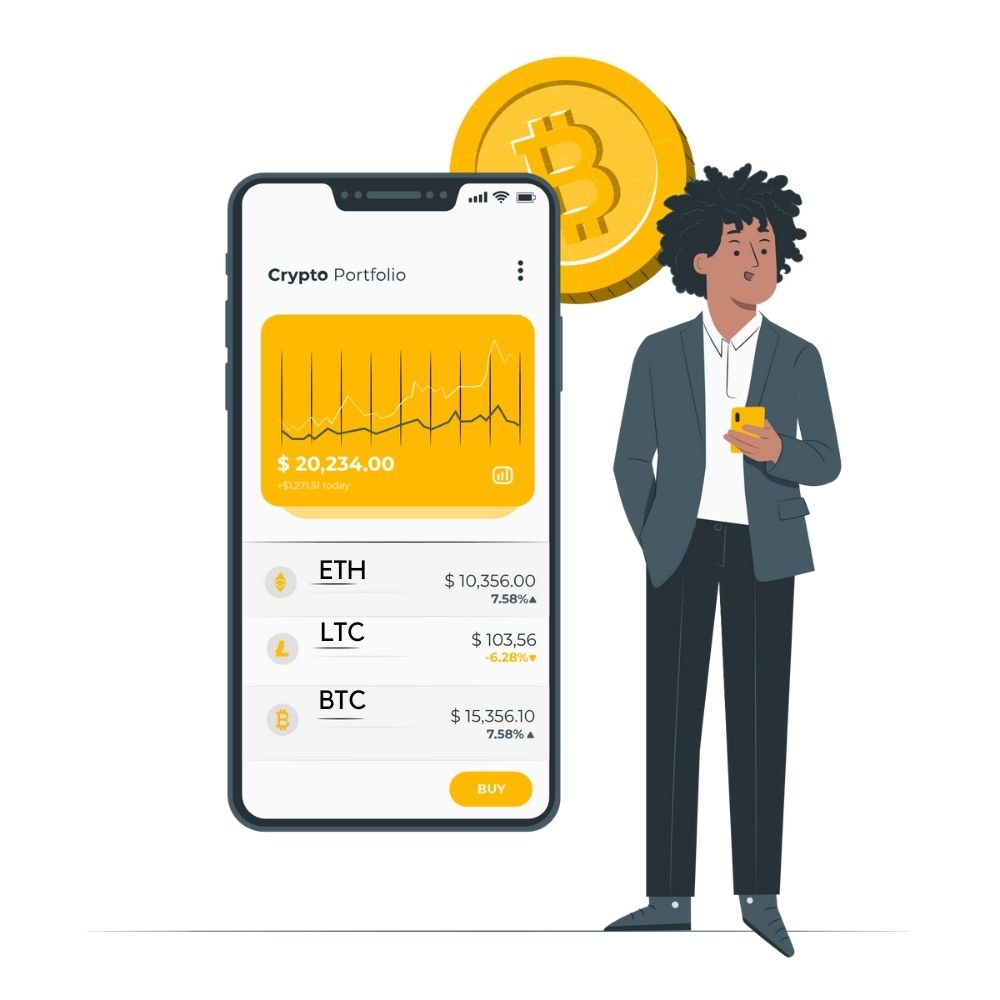 Crypto Portfolio
$ 20,234.00
+$1,271.51 today
ETH
$ 10,356.00
7.58%▲
LTC
$ 103,56
-6.28%▼
BTC
$ 15,356.10
7.58% ▲
BUY